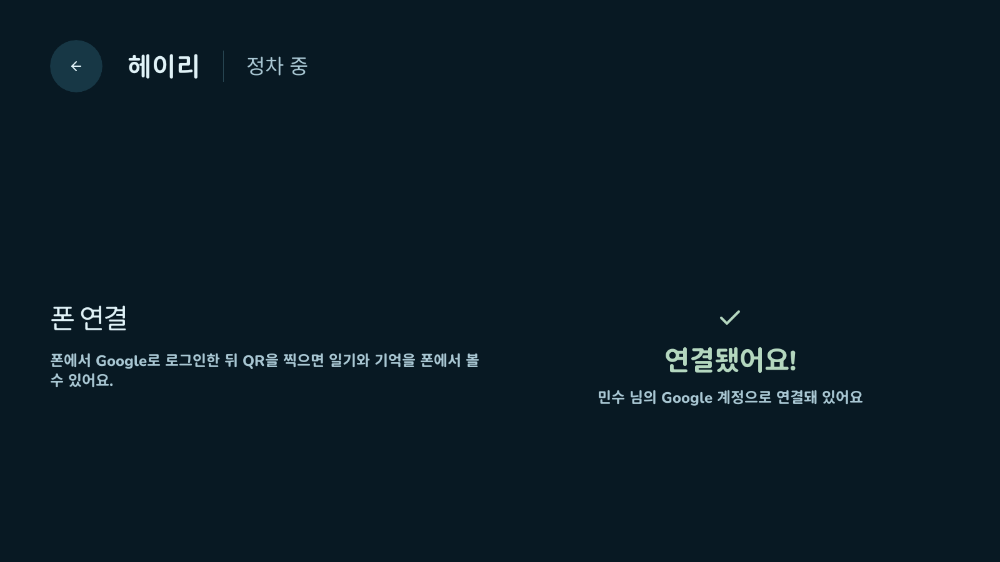 헤이리
정차 중
폰 연결
폰에서 Google로 로그인한 뒤 QR을 찍으면 일기와 기억을 폰에서 볼
수 있어요.
연결됐어요!
민수 님의 Google 계정으로 연결돼 있어요